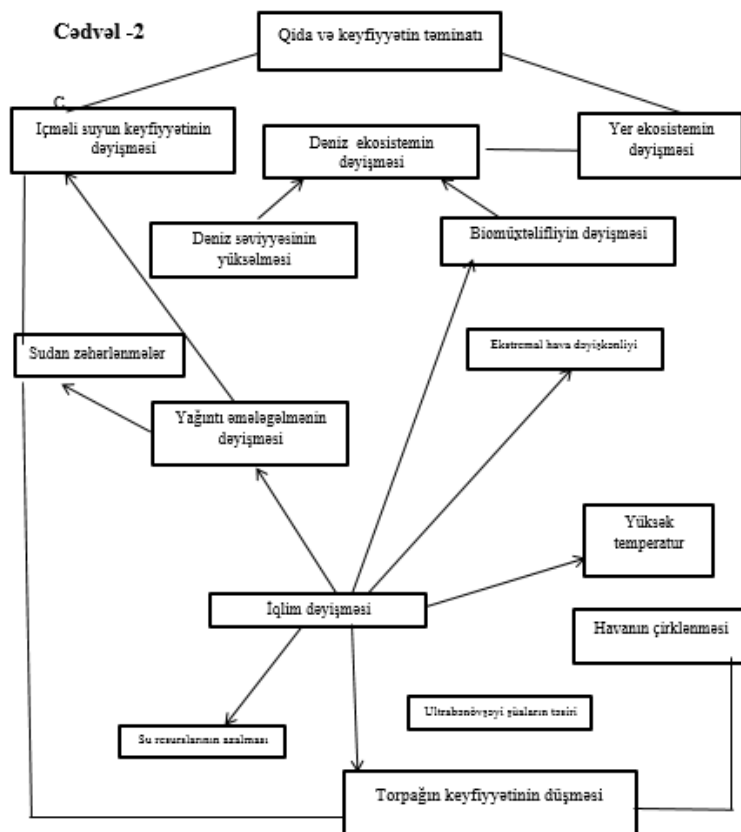 Cədvəl -2
Qida və keyfiyyətin təminatı
C
Içməli suyun keyfiyyətinin
dəyişməsi
Dəniz ekosistemin
dəyişməsi
Yer ekosistemin
dəyişməsi
Dəniz səviyyəsinin
yüksəlməsi
Biomüxtəlifliyin dəyişməsi
Sudan zəhərlənmələr
Ekstremal hava dəyişkənliyi
Yağıntı əmələgəlmənin
dəyişməsi
Yüksək
temperatur
İqlim dəyişməsi
Havanın çirklənməsi
Ultrabənövşəyi şüaların təsiri
Su resurslarının azalması
Torpağın keyfiyyətinin düşməsi